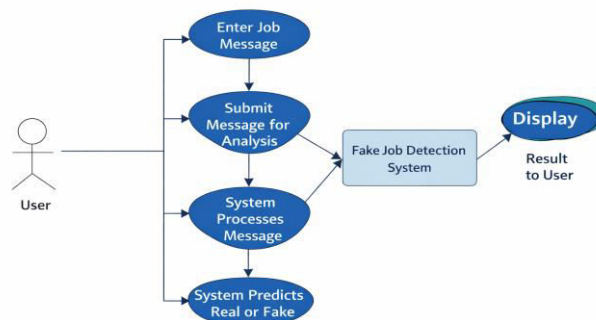 Enter Job
Message
Submit
Message for
Analysis
Fake Job Detection
System
Display
Result
to User
User
System
Processes
Message
System Predicts
Real or Fake